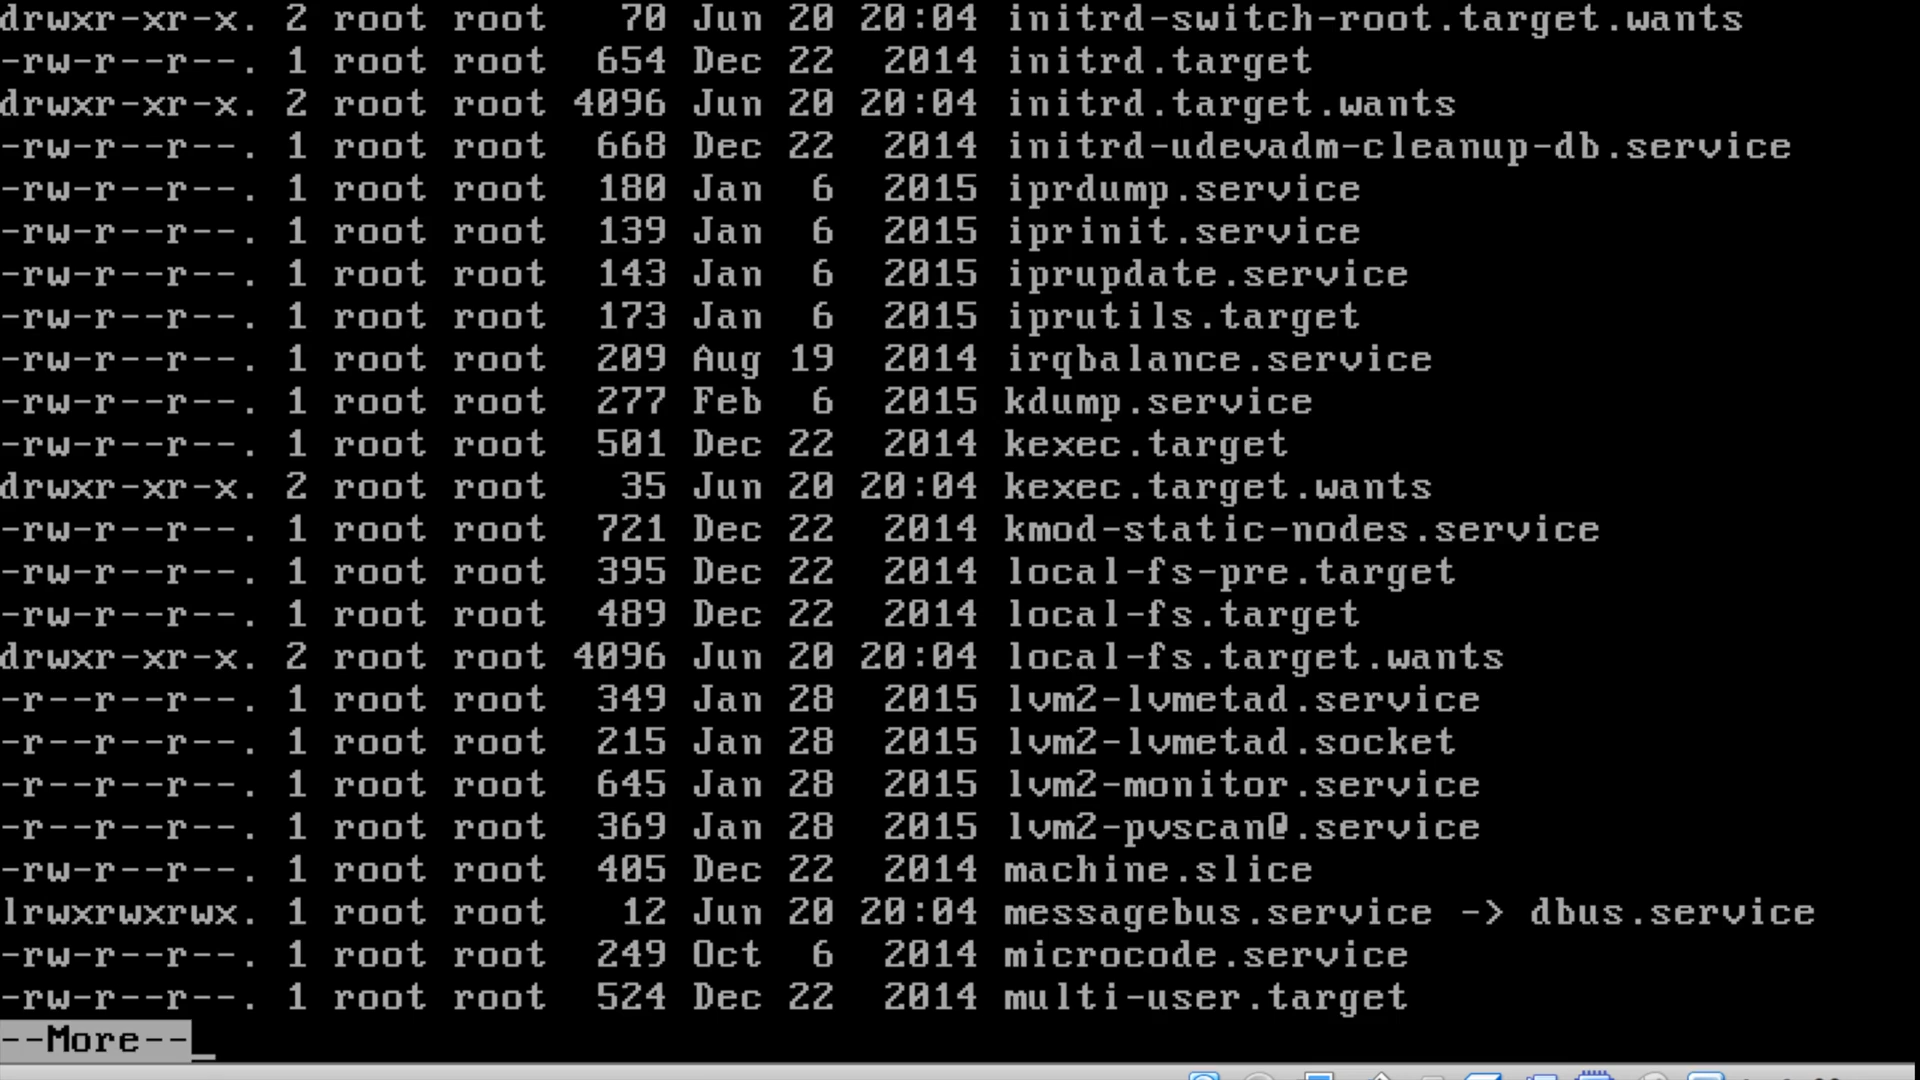 drwxr-xr-x. 2 root root   70 Jun 20 20:04 initrd-switch-root.target.wants
-rw-r--r--. 1 root root  654 Dec 22  2014 initrd.target
drwxr-xr-x. 2 root root 4096 Jun 20 20:04 initrd.target.wants
-rw-r--r--. 1 root root  668 Dec 22  2014 initrd-udevadm-cleanup-db.service
-rw-r--r--. 1 root root  180 Jan  6  2015 iprdump.service
-rw-r--r--. 1 root root  139 Jan  6  2015 iprinit.service
-rw-r--r--. 1 root root  143 Jan  6  2015 iprupdate.service
-rw-r--r--. 1 root root  173 Jan  6  2015 iprutils.target
-rw-r--r--. 1 root root  209 Aug 19  2014 irqbalance.service
-rw-r--r--. 1 root root  277 Feb  6  2015 kdump.service
-rw-r--r--. 1 root root  501 Dec 22  2014 kexec.target
drwxr-xr-x. 2 root root   35 Jun 20 20:04 kexec.target.wants
-rw-r--r--. 1 root root  721 Dec 22  2014 kmod-static-nodes.service
-rw-r--r--. 1 root root  395 Dec 22  2014 local-fs-pre.target
-rw-r--r--. 1 root root  489 Dec 22  2014 local-fs.target
drwxr-xr-x. 2 root root 4096 Jun 20 20:04 local-fs.target.wants
-r--r--r--. 1 root root  349 Jan 28  2015 lvm2-lvmetad.service
-r--r--r--. 1 root root  215 Jan 28  2015 lvm2-lvmetad.socket
-r--r--r--. 1 root root  645 Jan 28  2015 lvm2-monitor.service
-r--r--r--. 1 root root  369 Jan 28  2015 lvm2-pvscan@.service
-rw-r--r--. 1 root root  405 Dec 22  2014 machine.slice
lrwxrwxrwx. 1 root root   12 Jun 20 20:04 messagebus.service -> dbus.service
-rw-r--r--. 1 root root  249 Oct  6  2014 microcode.service
-rw-r--r--. 1 root root  524 Dec 22  2014 multi-user.target
--More--_